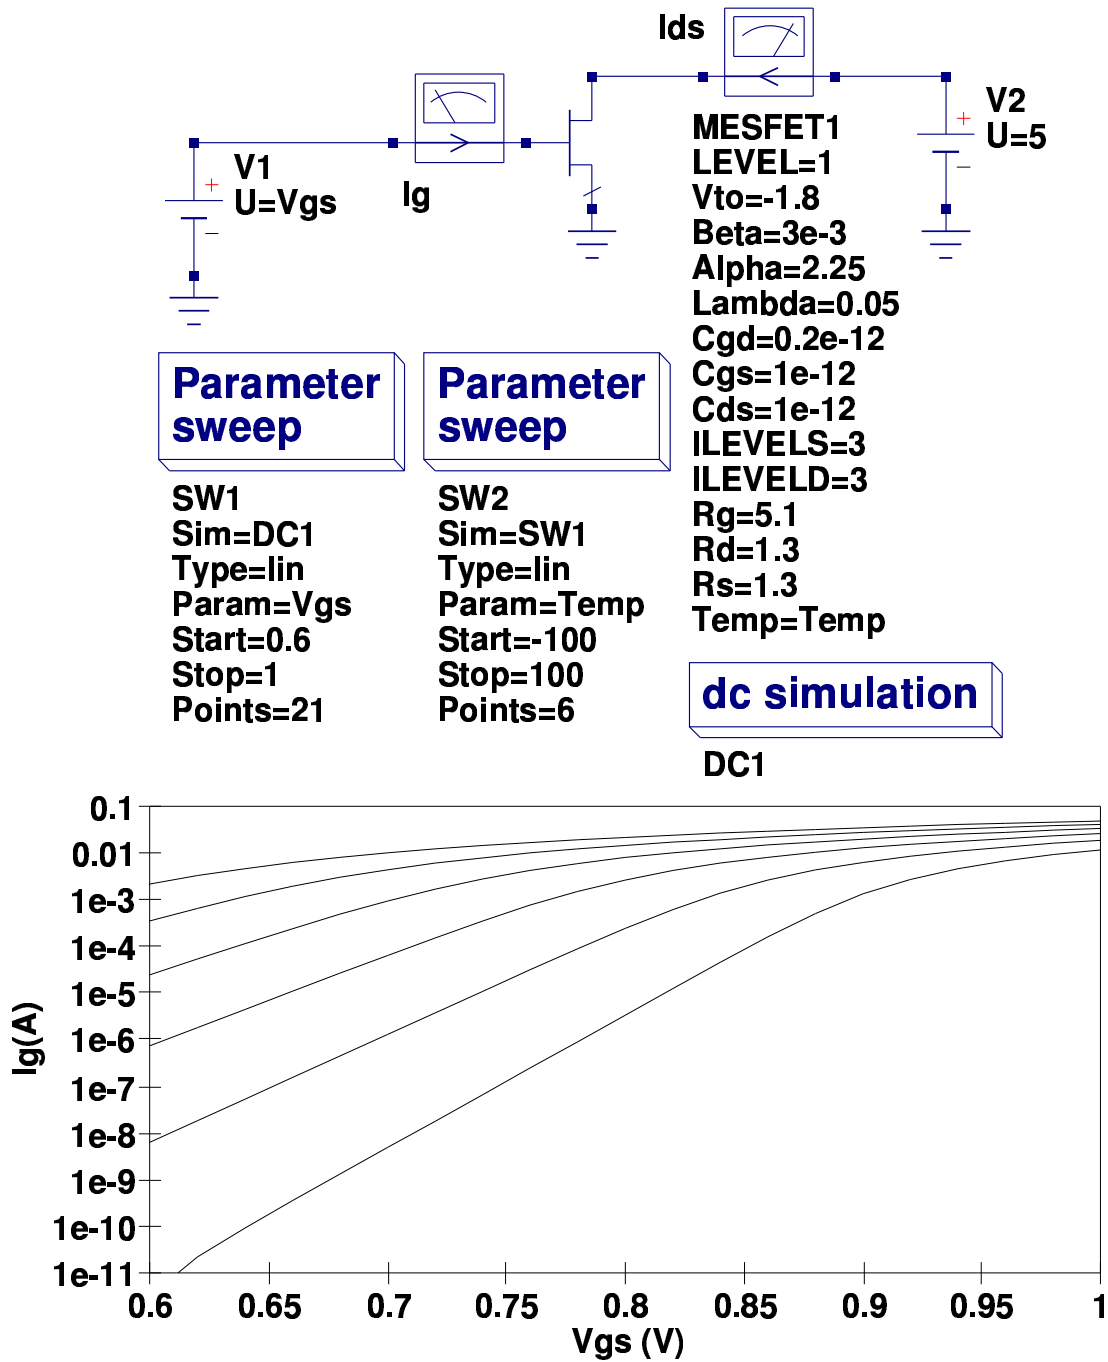 Ids
Ig
V1
U=Vgs
V2
U=5
MESFET1
LEVEL=1
Vto=-1.8
Beta=3e-3
Alpha=2.25
Lambda=0.05
Cgd=0.2e-12
Cgs=1e-12
Cds=1e-12
ILEVELS=3
ILEVELD=3
Rg=5.1
Rd=1.3
Rs=1.3
Temp=Temp
Parameter
sweep
SW1
Sim=DC1
Type=lin
Param=Vgs
Start=0.6
Stop=1
Points=21
Parameter
sweep
SW2
Sim=SW1
Type=lin
Param=Temp
Start=-100
Stop=100
Points=6
dc simulation
DC1
0.1
0.01
1e-3
1e-4
1e-5
1e-6
1e-7
1e-8
1e-9
1e-10
1e-11
Ig(A)
0.6 0.65 0.7 0.75 0.8 0.85 0.9 0.95 1
Vgs (V)